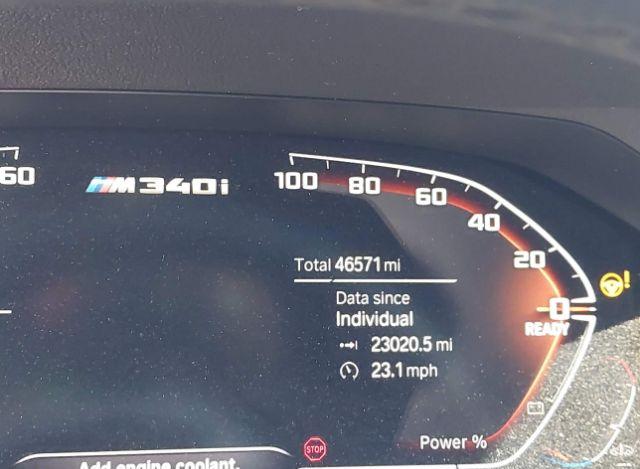 60
M340i
100 80 60 40 20 0
READY
Total 46571 mi
Data since
Individual
23020.5 mi
23.1 mph
Power %
STOP
Add engine coolant.